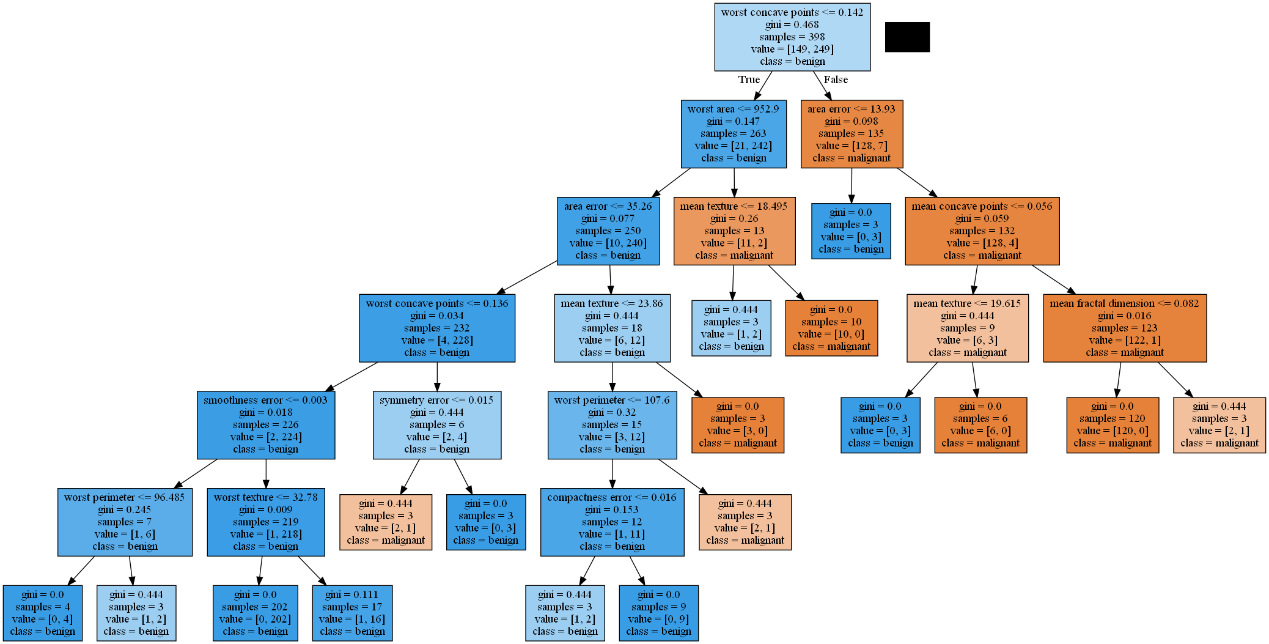 worst concave points <= 0.142
gini = 0.468
samples = 398
value = [149, 249]
class = benign
True
False
worst area <= 952.9
gini = 0.147
samples = 263
value = [21, 242]
class = benign
area error <= 13.93
gini = 0.098
samples = 135
value = [128, 7]
class = malignant
area error <= 35.26
gini = 0.077
samples = 250
value = [10, 240]
class = benign
mean texture <= 18.495
gini = 0.26
samples = 13
value = [11, 2]
class = malignant
gini = 0.0
samples = 3
value = [0, 3]
class = benign
mean concave points <= 0.056
gini = 0.059
samples = 132
value = [128, 4]
class = malignant
worst concave points <= 0.136
gini = 0.034
samples = 232
value = [4, 228]
class = benign
mean texture <= 23.86
gini = 0.444
samples = 18
value = [6, 12]
class = benign
gini = 0.444
samples = 3
value = [1, 2]
class = benign
gini = 0.0
samples = 10
value = [10, 0]
class = malignant
mean texture <= 19.615
gini = 0.444
samples = 9
value = [6, 3]
class = malignant
mean fractal dimension <= 0.082
gini = 0.016
samples = 123
value = [122, 1]
class = malignant
smoothness error <= 0.003
gini = 0.018
samples = 226
value = [2, 224]
class = benign
symmetry error <= 0.015
gini = 0.444
samples = 6
value = [2, 4]
class = benign
worst perimeter <= 107.6
gini = 0.32
samples = 15
value = [3, 12]
class = benign
gini = 0.0
samples = 3
value = [3, 0]
class = malignant
gini = 0.0
samples = 3
value = [0, 3]
class = benign
gini = 0.0
samples = 6
value = [6, 0]
class = malignant
gini = 0.0
samples = 120
value = [120, 0]
class = malignant
gini = 0.444
samples = 3
value = [2, 1]
class = malignant
worst perimeter <= 96.485
gini = 0.245
samples = 7
value = [1, 6]
class = benign
worst texture <= 32.78
gini = 0.009
samples = 219
value = [1, 218]
class = benign
gini = 0.444
samples = 3
value = [2, 1]
class = malignant
gini = 0.0
samples = 3
value = [0, 3]
class = benign
compactness error <= 0.016
gini = 0.153
samples = 12
value = [1, 11]
class = benign
gini = 0.444
samples = 3
value = [2, 1]
class = malignant
gini = 0.0
samples = 4
value = [0, 4]
class = benign
gini = 0.444
samples = 3
value = [1, 2]
class = benign
gini = 0.0
samples = 202
value = [0, 202]
class = benign
gini = 0.111
samples = 17
value = [1, 16]
class = benign
gini = 0.444
samples = 3
value = [1, 2]
class = benign
gini = 0.0
samples = 9
value = [0, 9]
class = benign